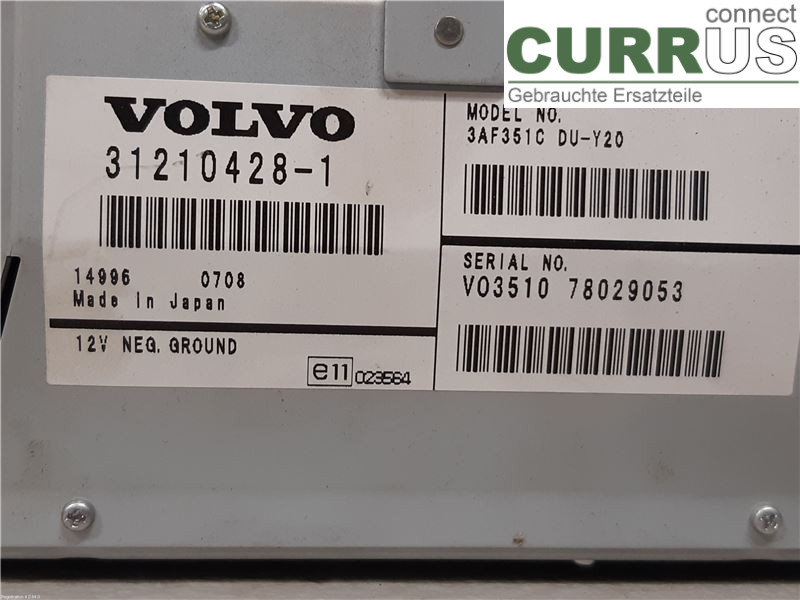 connect
CURRUS
Gebrauchte Ersatzteile
VOLVO
31210428-1
14996 0708
Made In Japan
12V NEG. GROUND
e11 023564
MODEL NO.
3AF351C DU-Y20
SERIAL NO.
VO3510 78029053